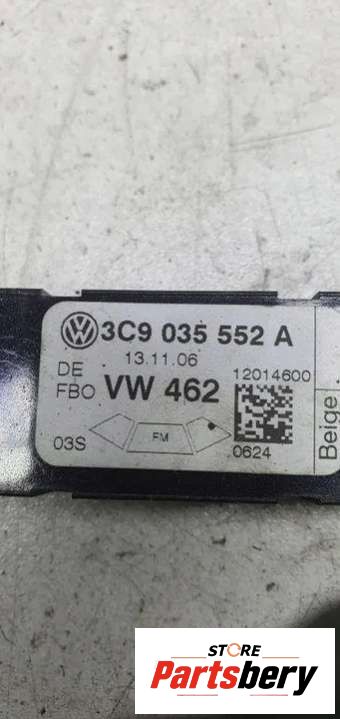 3C9 035 552 A
13.11.06
DE
FBO
VW 462
12014600
03S
FM
0624
Beige
STORE
Partsbery